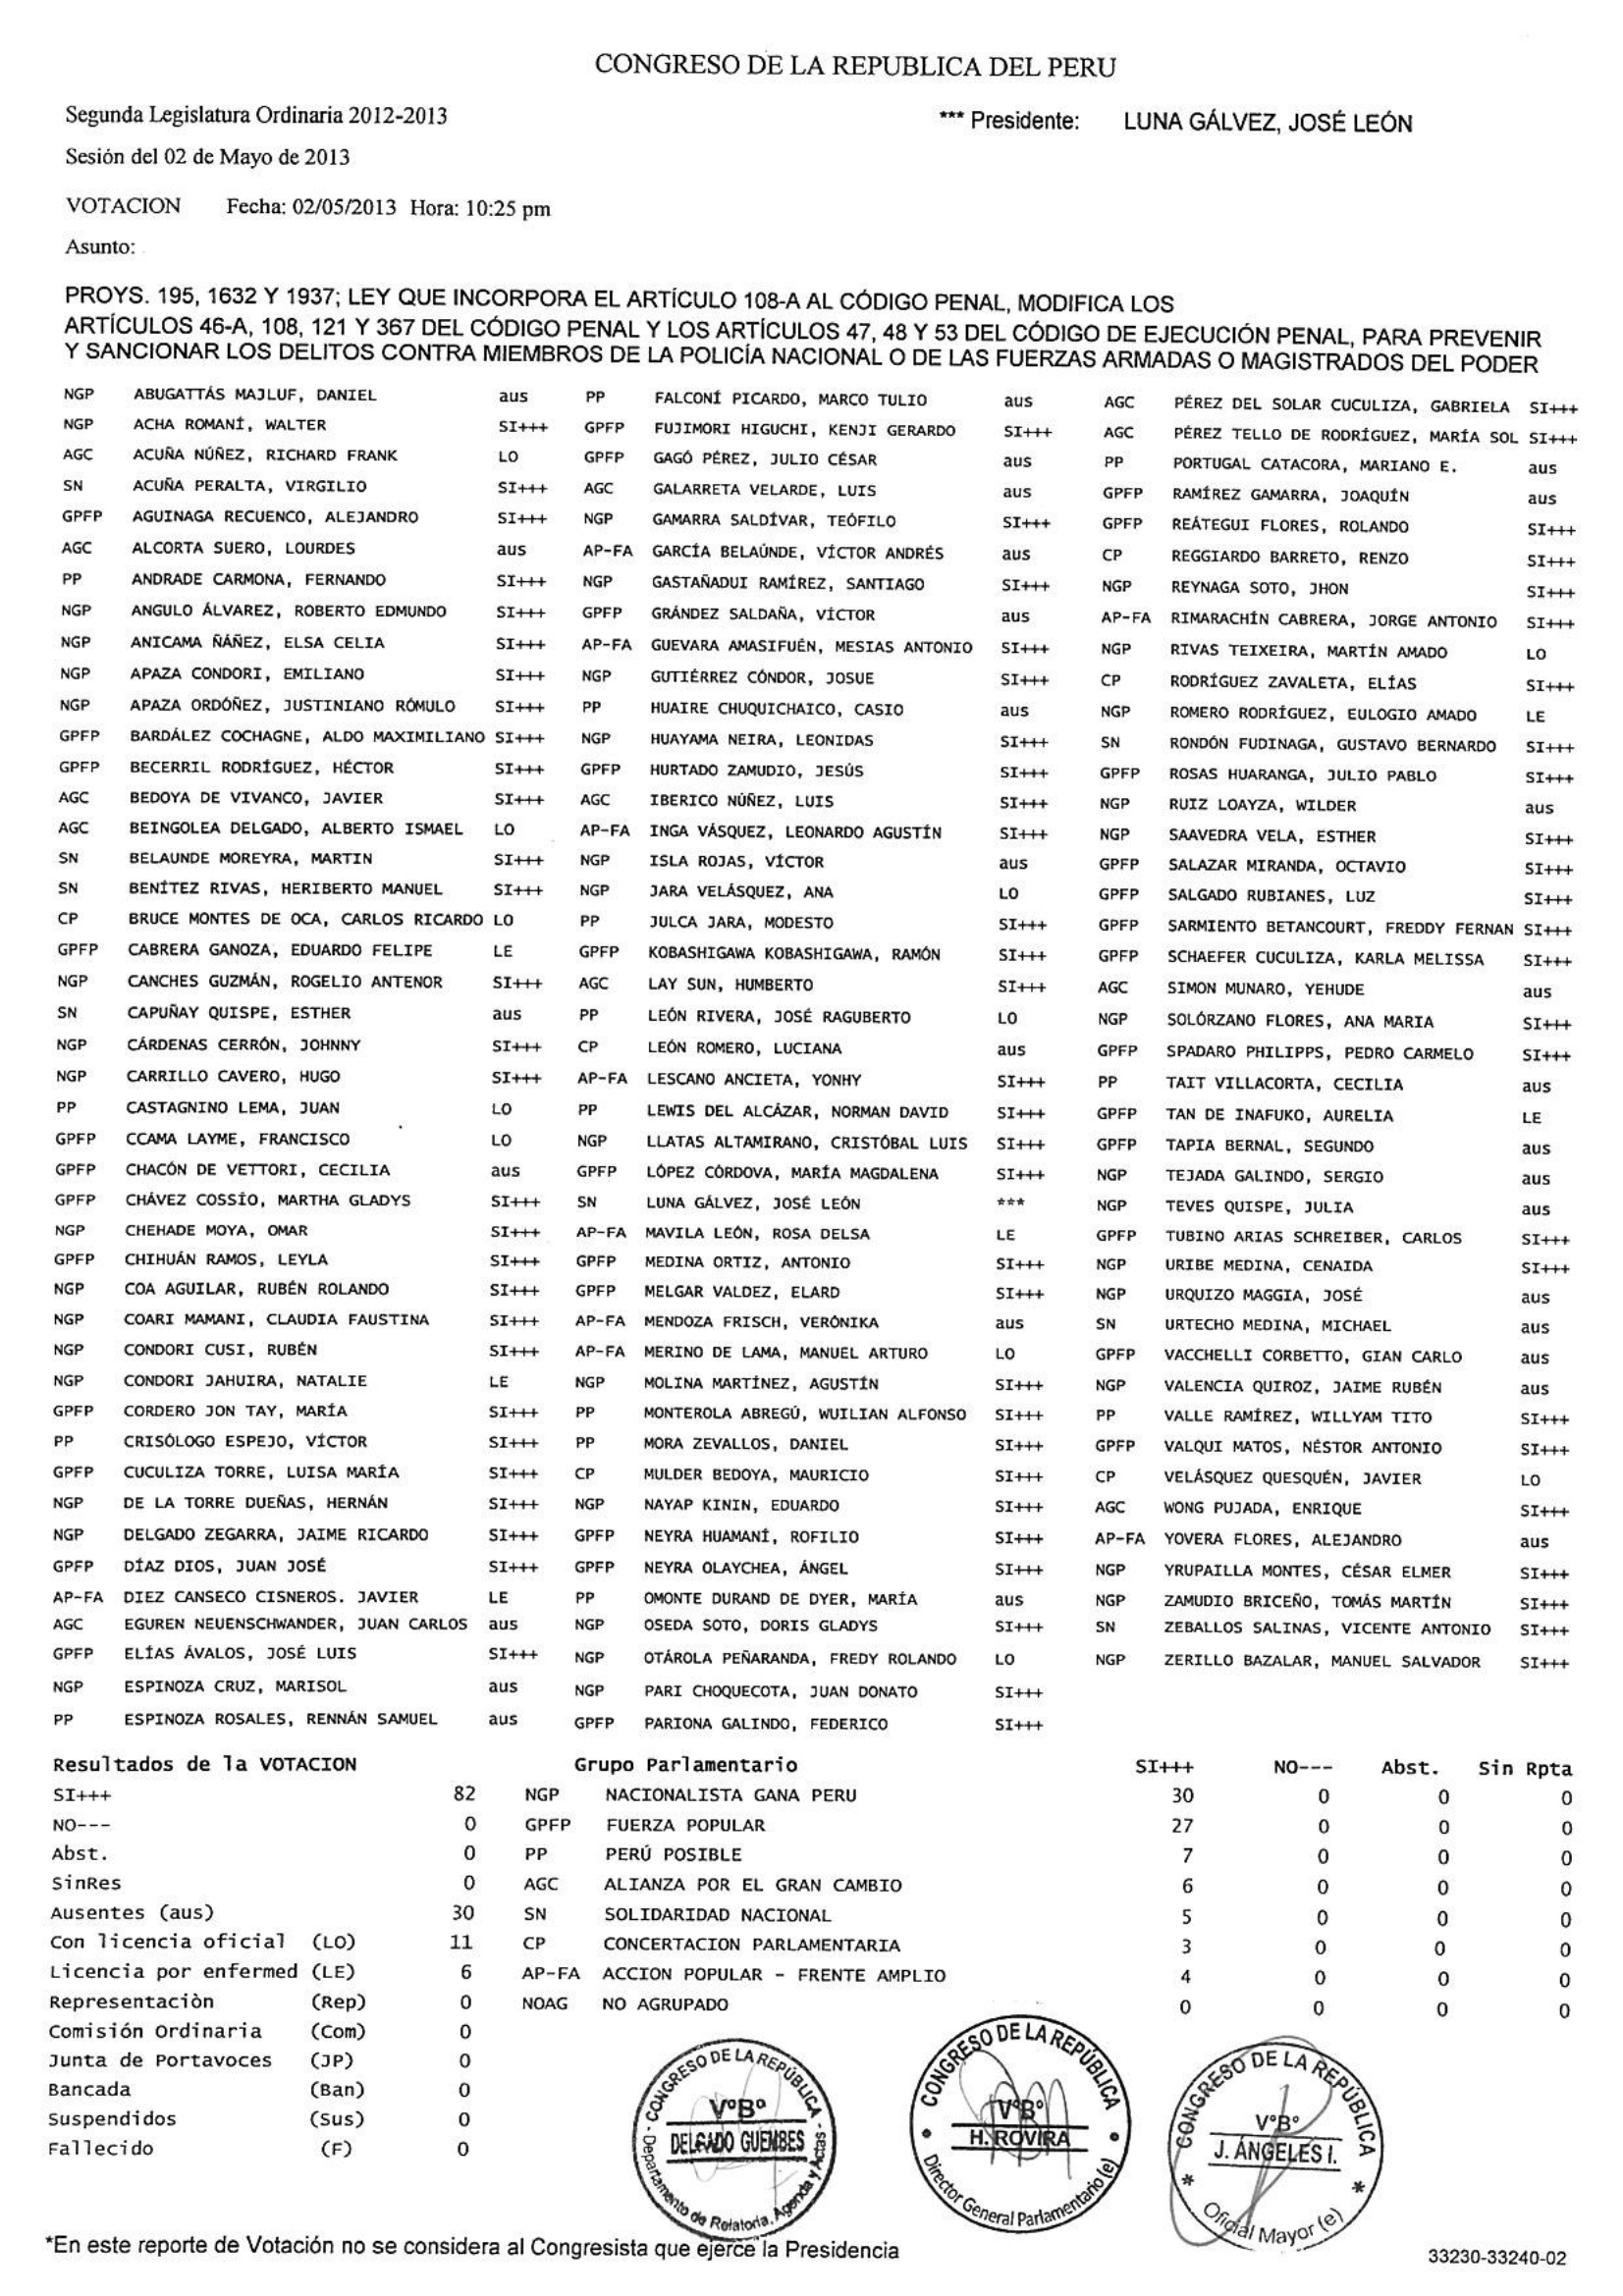 CONGRESO DE LA REPUBLICA DEL PERU
Segunda Legislatura Ordinaria 2012-2013
*** Presidente: LUNA GÁLVEZ, JOSÉ LEÓN
Sesión del 02 de Mayo de 2013
VOTACION Fecha: 02/05/2013 Hora: 10:25 pm
Asunto:
PROYS. 195, 1632 Y 1937; LEY QUE INCORPORA EL ARTÍCULO 108-A AL CÓDIGO PENAL, MODIFICA LOS
ARTÍCULOS 46-A, 108, 121 Y 367 DEL CÓDIGO PENAL Y LOS ARTÍCULOS 47, 48 Y 53 DEL CÓDIGO DE EJECUCIÓN PENAL, PARA PREVENIR
Y SANCIONAR LOS DELITOS CONTRA MIEMBROS DE LA POLICÍA NACIONAL O DE LAS FUERZAS ARMADAS O MAGISTRADOS DEL PODER
NGP ABUGATTÁS MAJLUF, DANIEL aus
NGP ACHA ROMANÍ, WALTER SI+++
AGC ACUÑA NÚÑEZ, RICHARD FRANK LO
SN ACUÑA PERALTA, VIRGILIO SI+++
GPFP AGUINAGA RECUENCO, ALEJANDRO SI+++
AGC ALCORTA SUERO, LOURDES aus
PP ANDRADE CARMONA, FERNANDO SI+++
NGP ANGULO ÁLVAREZ, ROBERTO EDMUNDO SI+++
NGP ANICAMA ÑÁÑEZ, ELSA CELIA SI+++
NGP APAZA CONDORI, EMILIANO SI+++
NGP APAZA ORDÓÑEZ, JUSTINIANO RÓMULO SI+++
GPFP BARDÁLEZ COCHAGNE, ALDO MAXIMILIANO SI+++
GPFP BECERRIL RODRÍGUEZ, HÉCTOR SI+++
AGC BEDOYA DE VIVANCO, JAVIER SI+++
AGC BEINGOLEA DELGADO, ALBERTO ISMAEL LO
SN BELAUNDE MOREYRA, MARTIN SI+++
SN BENÍTEZ RIVAS, HERIBERTO MANUEL SI+++
CP BRUCE MONTES DE OCA, CARLOS RICARDO LO
GPFP CABRERA GANOZA, EDUARDO FELIPE LE
NGP CANCHES GUZMÁN, ROGELIO ANTENOR SI+++
SN CAPUÑAY QUISPE, ESTHER aus
NGP CÁRDENAS CERRÓN, JOHNNY SI+++
NGP CARRILLO CAVERO, HUGO SI+++
PP CASTAGNINO LEMA, JUAN LO
GPFP CCAMA LAYME, FRANCISCO LO
GPFP CHACÓN DE VETTORI, CECILIA aus
GPFP CHÁVEZ COSSÍO, MARTHA GLADYS SI+++
NGP CHEHADE MOYA, OMAR SI+++
GPFP CHIHUÁN RAMOS, LEYLA SI+++
NGP COA AGUILAR, RUBÉN ROLANDO SI+++
NGP COARI MAMANI, CLAUDIA FAUSTINA SI+++
NGP CONDORI CUSI, RUBÉN SI+++
NGP CONDORI JAHUIRA, NATALIE LE
GPFP CORDERO JON TAY, MARÍA SI+++
PP CRISÓLOGO ESPEJO, VÍCTOR SI+++
GPFP CUCULIZA TORRE, LUISA MARÍA SI+++
NGP DE LA TORRE DUEÑAS, HERNÁN SI+++
NGP DELGADO ZEGARRA, JAIME RICARDO SI+++
GPFP DÍAZ DIOS, JUAN JOSÉ SI+++
AP-FA DIEZ CANSECO CISNEROS. JAVIER LE
AGC EGUREN NEUENSCHWANDER, JUAN CARLOS aus
GPFP ELÍAS ÁVALOS, JOSÉ LUIS SI+++
NGP ESPINOZA CRUZ, MARISOL aus
PP ESPINOZA ROSALES, RENNÁN SAMUEL aus
PP FALCONÍ PICARDO, MARCO TULIO aus
GPFP FUJIMORI HIGUCHI, KENJI GERARDO SI+++
GPFP GAGÓ PÉREZ, JULIO CÉSAR aus
AGC GALARRETA VELARDE, LUIS aus
NGP GAMARRA SALDÍVAR, TEÓFILO SI+++
AP-FA GARCÍA BELAÚNDE, VÍCTOR ANDRÉS aus
NGP GASTAÑADUI RAMÍREZ, SANTIAGO SI+++
GPFP GRÁNDEZ SALDAÑA, VÍCTOR aus
AP-FA GUEVARA AMASIFUÉN, MESIAS ANTONIO SI+++
NGP GUTIÉRREZ CÓNDOR, JOSUE SI+++
PP HUAIRE CHUQUICHAICO, CASIO aus
NGP HUAYAMA NEIRA, LEONIDAS SI+++
GPFP HURTADO ZAMUDIO, JESÚS SI+++
AGC IBERICO NÚÑEZ, LUIS SI+++
AP-FA INGA VÁSQUEZ, LEONARDO AGUSTÍN SI+++
NGP ISLA ROJAS, VÍCTOR aus
NGP JARA VELÁSQUEZ, ANA LO
PP JULCA JARA, MODESTO SI+++
GPFP KOBASHIGAWA KOBASHIGAWA, RAMÓN SI+++
AGC LAY SUN, HUMBERTO SI+++
PP LEÓN RIVERA, JOSÉ RAGUBERTO LO
CP LEÓN ROMERO, LUCIANA aus
AP-FA LESCANO ANCIETA, YONHY SI+++
PP LEWIS DEL ALCÁZAR, NORMAN DAVID SI+++
NGP LLATAS ALTAMIRANO, CRISTÓBAL LUIS SI+++
GPFP LÓPEZ CÓRDOVA, MARÍA MAGDALENA SI+++
SN LUNA GÁLVEZ, JOSÉ LEÓN ***
AP-FA MAVILA LEÓN, ROSA DELSA LE
GPFP MEDINA ORTIZ, ANTONIO SI+++
GPFP MELGAR VALDEZ, ELARD SI+++
AP-FA MENDOZA FRISCH, VERÓNIKA aus
AP-FA MERINO DE LAMA, MANUEL ARTURO LO
NGP MOLINA MARTÍNEZ, AGUSTÍN SI+++
PP MONTEROLA ABREGÚ, WUILIAN ALFONSO SI+++
PP MORA ZEVALLOS, DANIEL SI+++
CP MULDER BEDOYA, MAURICIO SI+++
NGP NAYAP KININ, EDUARDO SI+++
GPFP NEYRA HUAMANÍ, ROFILIO SI+++
GPFP NEYRA OLAYCHEA, ÁNGEL SI+++
PP OMONTE DURAND DE DYER, MARÍA aus
NGP OSEDA SOTO, DORIS GLADYS SI+++
NGP OTÁROLA PEÑARANDA, FREDY ROLANDO LO
NGP PARI CHOQUECOTA, JUAN DONATO SI+++
GPFP PARIONA GALINDO, FEDERICO SI+++
AGC PÉREZ DEL SOLAR CUCULIZA, GABRIELA SI+++
AGC PÉREZ TELLO DE RODRÍGUEZ, MARÍA SOL SI+++
PP PORTUGAL CATACORA, MARIANO E. aus
GPFP RAMÍREZ GAMARRA, JOAQUÍN aus
GPFP REÁTEGUI FLORES, ROLANDO SI+++
CP REGGIARDO BARRETO, RENZO SI+++
NGP REYNAGA SOTO, JHON SI+++
AP-FA RIMARACHÍN CABRERA, JORGE ANTONIO SI+++
NGP RIVAS TEIXEIRA, MARTÍN AMADO LO
CP RODRÍGUEZ ZAVALETA, ELÍAS SI+++
NGP ROMERO RODRÍGUEZ, EULOGIO AMADO LE
SN RONDÓN FUDINAGA, GUSTAVO BERNARDO SI+++
GPFP ROSAS HUARANGA, JULIO PABLO SI+++
NGP RUIZ LOAYZA, WILDER aus
NGP SAAVEDRA VELA, ESTHER SI+++
GPFP SALAZAR MIRANDA, OCTAVIO SI+++
GPFP SALGADO RUBIANES, LUZ SI+++
GPFP SARMIENTO BETANCOURT, FREDDY FERNAN SI+++
GPFP SCHAEFER CUCULIZA, KARLA MELISSA SI+++
AGC SIMON MUNARO, YEHUDE aus
NGP SOLÓRZANO FLORES, ANA MARIA SI+++
GPFP SPADARO PHILIPPS, PEDRO CARMELO SI+++
PP TAIT VILLACORTA, CECILIA aus
GPFP TAN DE INAFUKO, AURELIA LE
GPFP TAPIA BERNAL, SEGUNDO aus
NGP TEJADA GALINDO, SERGIO aus
NGP TEVES QUISPE, JULIA aus
GPFP TUBINO ARIAS SCHREIBER, CARLOS SI+++
NGP URIBE MEDINA, CENAIDA SI+++
NGP URQUIZO MAGGIA, JOSÉ aus
SN URTECHO MEDINA, MICHAEL aus
GPFP VACCHELLI CORBETTO, GIAN CARLO aus
NGP VALENCIA QUIROZ, JAIME RUBÉN aus
PP VALLE RAMÍREZ, WILLYAM TITO SI+++
GPFP VALQUI MATOS, NÉSTOR ANTONIO SI+++
CP VELÁSQUEZ QUESQUÉN, JAVIER LO
AGC WONG PUJADA, ENRIQUE SI+++
AP-FA YOVERA FLORES, ALEJANDRO aus
NGP YRUPAILLA MONTES, CÉSAR ELMER SI+++
NGP ZAMUDIO BRICEÑO, TOMÁS MARTÍN SI+++
SN ZEBALLOS SALINAS, VICENTE ANTONIO SI+++
NGP ZERILLO BAZALAR, MANUEL SALVADOR SI+++
Resultados de la VOTACION
SI+++ 82
NO--- 0
Abst. 0
SinRes 0
Ausentes (aus) 30
Con licencia oficial (LO) 11
Licencia por enfermed (LE) 6
Representaciòn (Rep) 0
Comisión Ordinaria (Com) 0
Junta de Portavoces (JP) 0
Bancada (Ban) 0
Suspendidos (Sus) 0
Fallecido (F) 0
Grupo Parlamentario SI+++ NO--- Abst. Sin Rpta
NGP NACIONALISTA GANA PERU 30 0 0 0
GPFP FUERZA POPULAR 27 0 0 0
PP PERÚ POSIBLE 7 0 0 0
AGC ALIANZA POR EL GRAN CAMBIO 6 0 0 0
SN SOLIDARIDAD NACIONAL 5 0 0 0
CP CONCERTACION PARLAMENTARIA 3 0 0 0
AP-FA ACCION POPULAR - FRENTE AMPLIO 4 0 0 0
NOAG NO AGRUPADO 0 0 0 0
CONGRESO DE LA REPÚBLICA
V°B°
DELGADO GUEMBES
Departamento de Relatoria, Agenda y Actas
CONGRESO DE LA REPÚBLICA
V°B°
H. ROVIRA
Director General Parlamentario (e)
CONGRESO DE LA REPÚBLICA
V°B°
J. ÁNGELES I.
Oficial Mayor (e)
*En este reporte de Votación no se considera al Congresista que ejerce la Presidencia
33230-33240-02